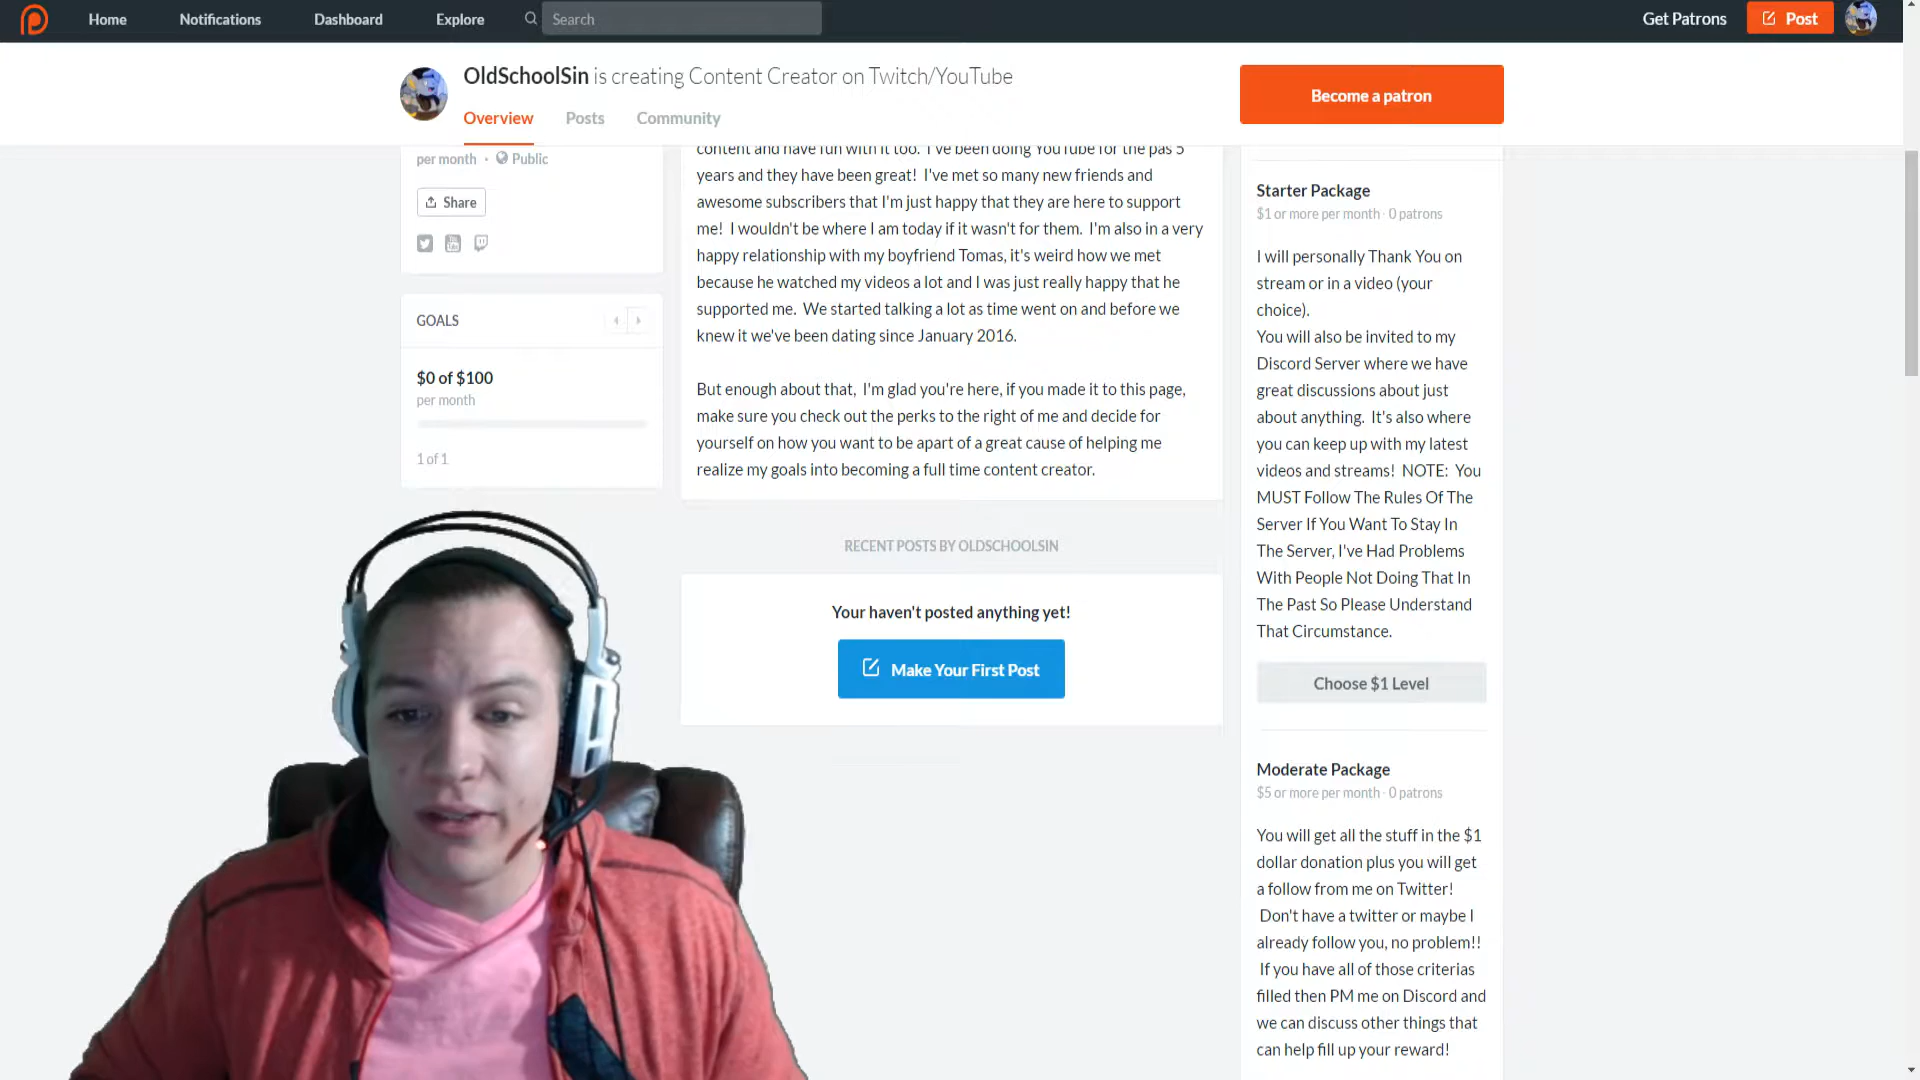 Home
Notifications
Dashboard
Explore
Search
Get Patrons
Post
OldSchoolSin is creating Content Creator on Twitch/YouTube
Overview
Posts
Community
Become a patron
per month · Public
Share
GOALS
$0 of $100
per month
1 of 1
content and have fun with it too. I've been doing YouTube for the pas 5
years and they have been great! I've met so many new friends and
awesome subscribers that I'm just happy that they are here to support
me! I wouldn't be where I am today if it wasn't for them. I'm also in a very
happy relationship with my boyfriend Tomas, it's weird how we met
because he watched my videos a lot and I was just really happy that he
supported me. We started talking a lot as time went on and before we
knew it we've been dating since January 2016.
But enough about that, I'm glad you're here, if you made it to this page,
make sure you check out the perks to the right of me and decide for
yourself on how you want to be apart of a great cause of helping me
realize my goals into becoming a full time content creator.
RECENT POSTS BY OLDSCHOOLSIN
Your haven't posted anything yet!
Make Your First Post
Starter Package
$1 or more per month · 0 patrons
I will personally Thank You on
stream or in a video (your
choice).
You will also be invited to my
Discord Server where we have
great discussions about just
about anything. It's also where
you can keep up with my latest
videos and streams! NOTE: You
MUST Follow The Rules Of The
Server If You Want To Stay In
The Server, I've Had Problems
With People Not Doing That In
The Past So Please Understand
That Circumstance.
Choose $1 Level
Moderate Package
$5 or more per month · 0 patrons
You will get all the stuff in the $1
dollar donation plus you will get
a follow from me on Twitter!
Don't have a twitter or maybe I
already follow you, no problem!!
If you have all of those criterias
filled then PM me on Discord and
we can discuss other things that
can help fill up your reward!